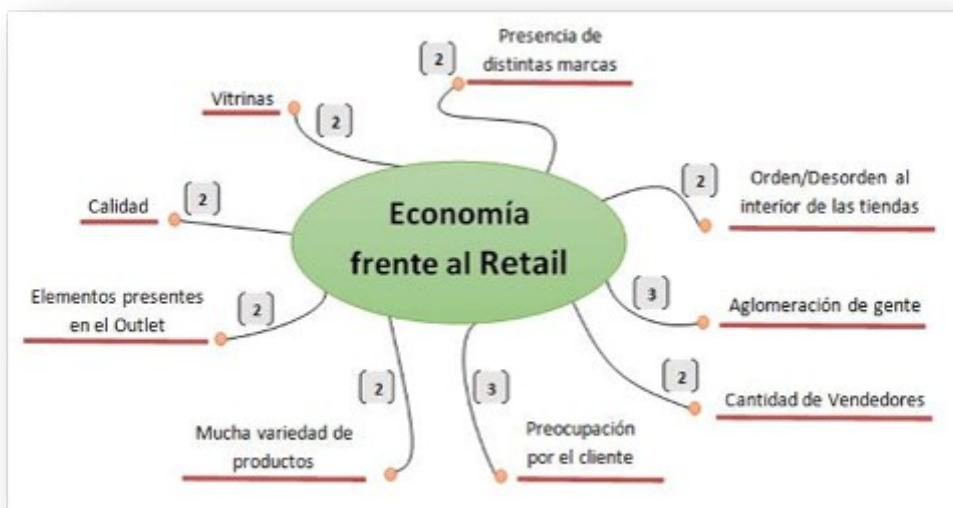 Economía
frente al Retail
Presencia de
distintas marcas
[2]
Orden/Desorden al
interior de las tiendas
[2]
Aglomeración de gente
[3]
Cantidad de Vendedores
[2]
Preocupación
por el cliente
[3]
Mucha variedad de
productos
[2]
Elementos presentes
en el Outlet
[2]
Calidad
[2]
Vitrinas
[2]